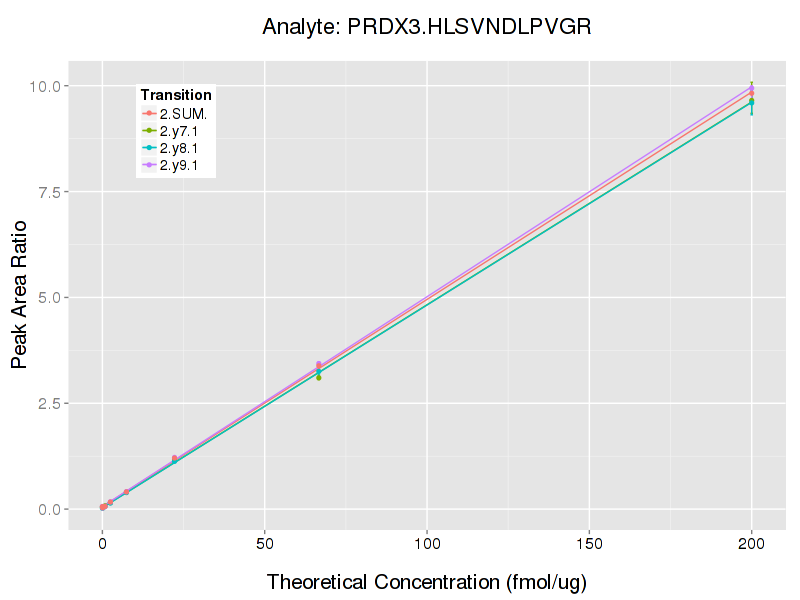 Analyte: PRDX3.HLSVNDLPVGR
Transition
2.SUM.
2.y7.1
2.y8.1
2.y9.1
10.0
7.5
5.0
2.5
0.0
Peak Area Ratio
0 50 100 150 200
Theoretical Concentration (fmol/ug)